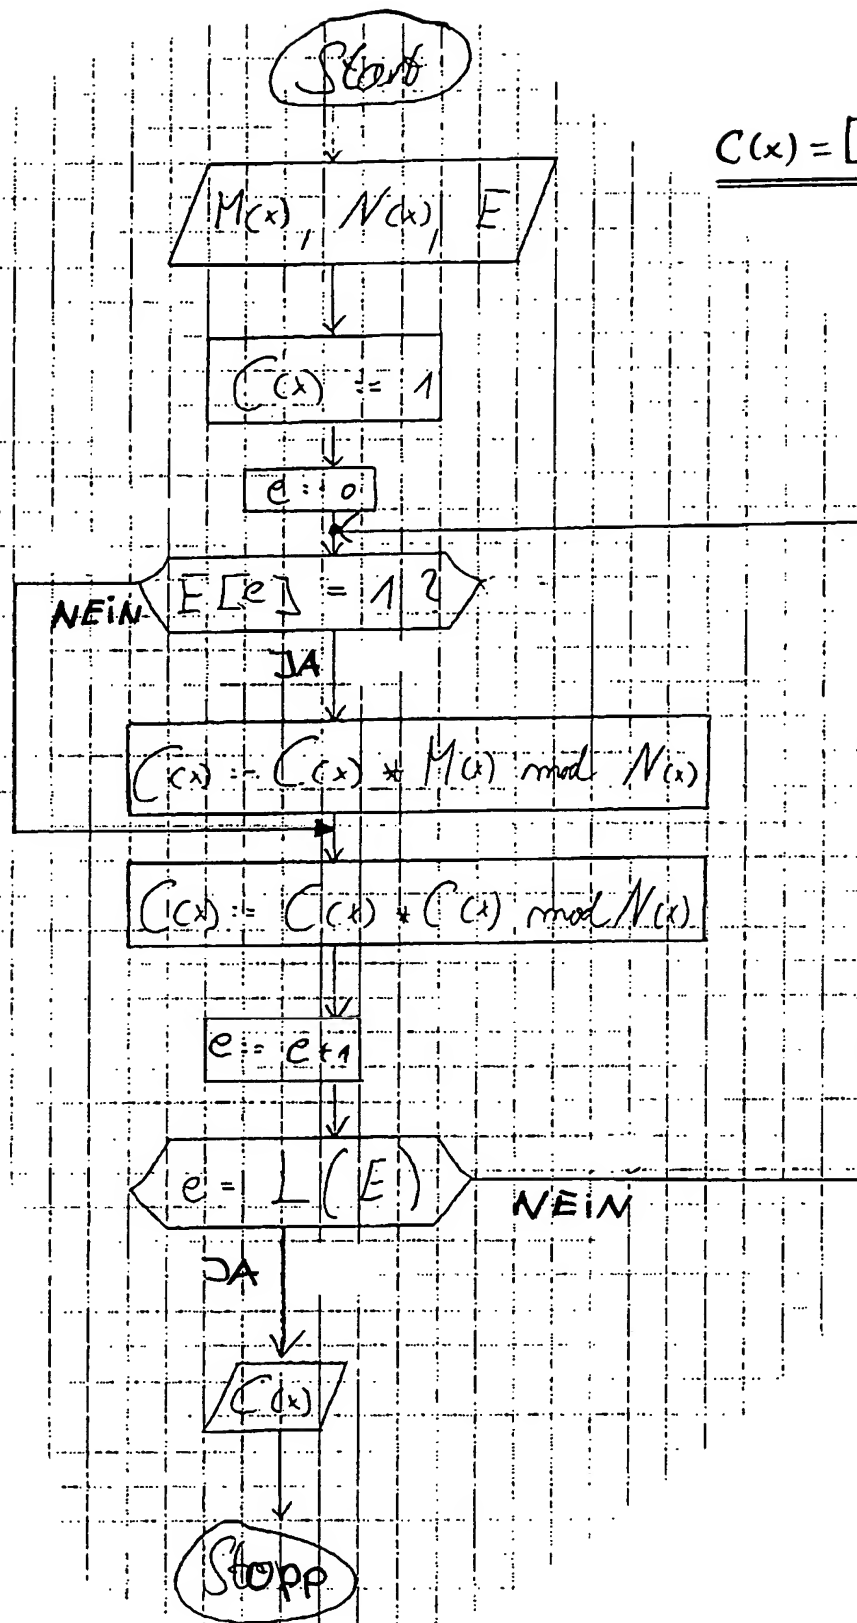 Start
C(x) = [
M(x), N(x), E
C(x) := 1
e := 0
E[e] = 1 ?
NEIN
JA
C(x) := C(x) * M(x) mod N(x)
C(x) := C(x) * C(x) mod N(x)
e := e+1
e = L(E)
NEIN
JA
C(x)
Stopp